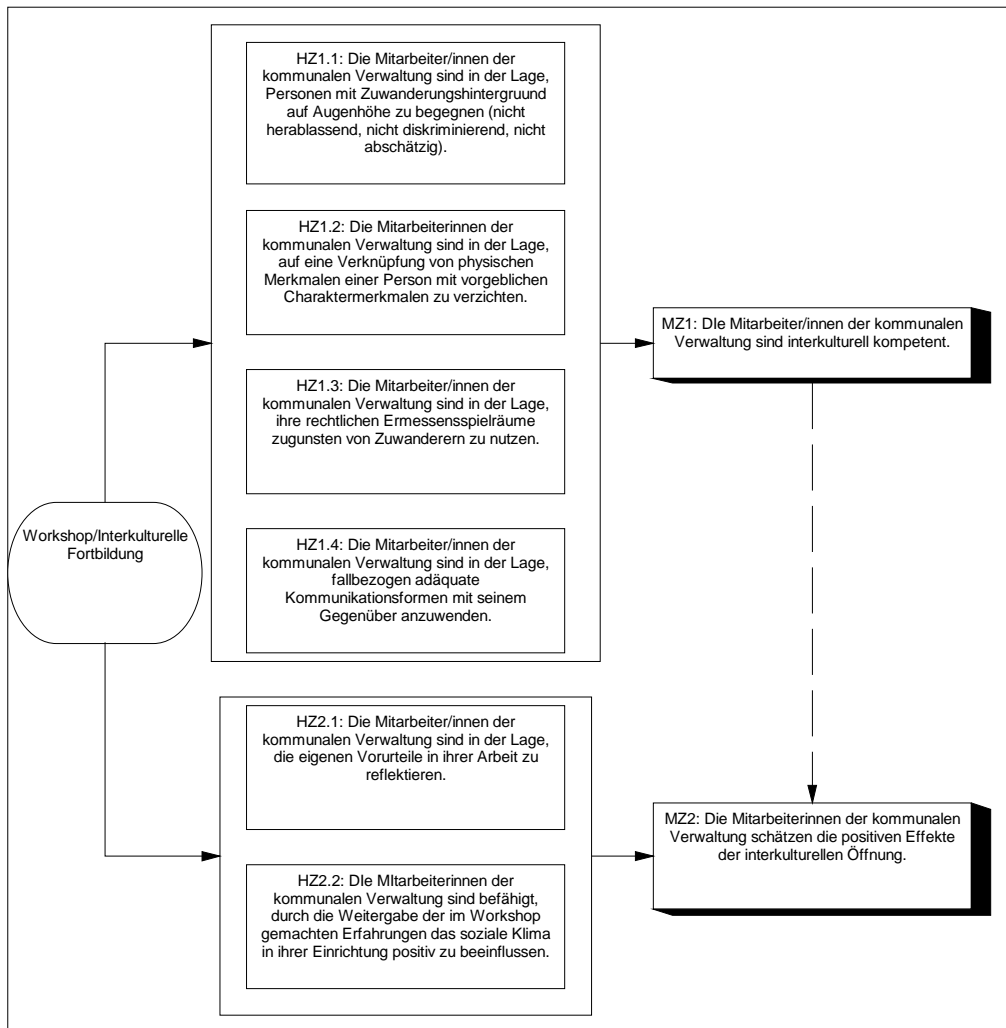 HZ1.1: Die Mitarbeiter/innen der
kommunalen Verwaltung sind in der Lage,
Personen mit Zuwanderungshintergrund
auf Augenhöhe zu begegnen (nicht
herablassend, nicht diskriminierend, nicht
abschätzig).
HZ1.2: Die Mitarbeiterinnen der
kommunalen Verwaltung sind in der Lage,
auf eine Verknüpfung von physischen
Merkmalen einer Person mit vorgeblichen
Charaktermerkmalen zu verzichten.
MZ1: DIe Mitarbeiter/innen der kommunalen
Verwaltung sind interkulturell kompetent.
HZ1.3: Die Mitarbeiter/innen der
kommunalen Verwaltung sind in der Lage,
ihre rechtlichen Ermessensspielräume
zugunsten von Zuwanderern zu nutzen.
Workshop/Interkulturelle
Fortbildung
HZ1.4: Die Mitarbeiter/innen der
kommunalen Verwaltung sind in der Lage,
fallbezogen adäquate
Kommunikationsformen mit seinem
Gegenüber anzuwenden.
HZ2.1: Die Mitarbeiter/innen der
kommunalen Verwaltung sind in der Lage,
die eigenen Vorurteile in ihrer Arbeit zu
reflektieren.
MZ2: Die Mitarbeiterinnen der kommunalen
Verwaltung schätzen die positiven Effekte
der interkulturellen Öffnung.
HZ2.2: DIe MItarbeiterinnen der
kommunalen Verwaltung sind befähigt,
durch die Weitergabe der im Workshop
gemachten Erfahrungen das soziale Klima
in ihrer Einrichtung positiv zu beeinflussen.